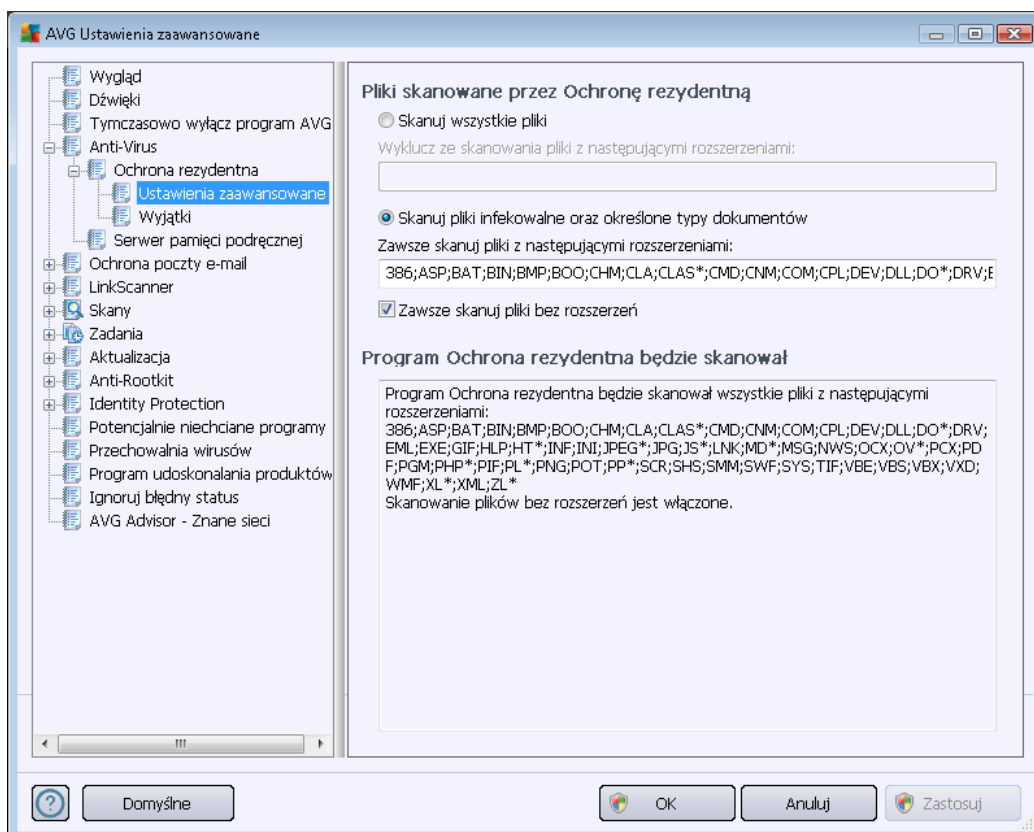 AVG Ustawienia zaawansowane
Wygląd
Dźwięki
Tymczasowo wyłącz program AVG
Anti-Virus
Ochrona rezydentna
Ustawienia zaawansowane
Wyjątki
Serwer pamięci podręcznej
Ochrona poczty e-mail
LinkScanner
Skany
Zadania
Aktualizacja
Anti-Rootkit
Identity Protection
Potencjalnie niechciane programy
Przechowalnia wirusów
Program udoskonalania produktów
Ignoruj błędny status
AVG Advisor - Znane sieci
Pliki skanowane przez Ochronę rezydentną
Skanuj wszystkie pliki
Wyklucz ze skanowania pliki z następującymi rozszerzeniami:
Skanuj pliki infekowalne oraz określone typy dokumentów
Zawsze skanuj pliki z następującymi rozszerzeniami:
386;ASP;BAT;BIN;BMP;BOO;CHM;CLA;CLAS*;CMD;CNM;COM;CPL;DEV;DLL;DO*;DRV;E
Zawsze skanuj pliki bez rozszerzeń
Program Ochrona rezydentna będzie skanował
Program Ochrona rezydentna będzie skanował wszystkie pliki z następującymi
rozszerzeniami:
386;ASP;BAT;BIN;BMP;BOO;CHM;CLA;CLAS*;CMD;CNM;COM;CPL;DEV;DLL;DO*;DRV;
EML;EXE;GIF;HLP;HT*;INF;INI;JPEG*;JPG;JS*;LNK;MD*;MSG;NWS;OCX;OV*;PCX;PD
F;PGM;PHP*;PIF;PL*;PNG;POT;PP*;SCR;SHS;SMM;SWF;SYS;TIF;VBE;VBS;VBX;VXD;
WMF;XL*;XML;ZL*
Skanowanie plików bez rozszerzeń jest włączone.
Domyślne
OK
Anuluj
Zastosuj